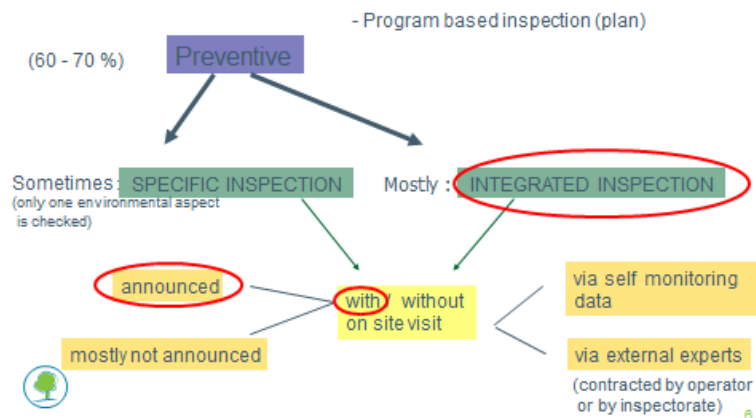 - Program based inspection (plan)
(60 - 70 %)
Preventive
Sometimes : SPECIFIC INSPECTION
(only one environmental aspect
is checked)
Mostly : INTEGRATED INSPECTION
announced
mostly not announced
with / without
on site visit
via self monitoring
data
via external experts
(contracted by operator
or by inspectorate)
6